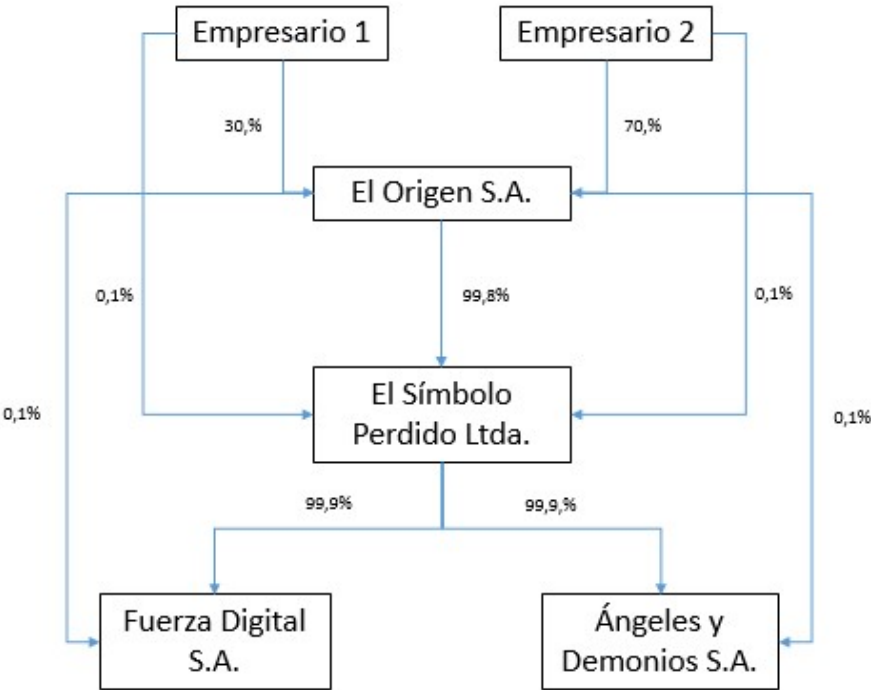 Empresario 1
Empresario 2
30,%
70,%
El Origen S.A.
0,1%
99,8%
0,1%
El Símbolo
Perdido Ltda.
0,1%
0,1%
99,9%
99,9,%
Fuerza Digital
S.A.
Ángeles y
Demonios S.A.